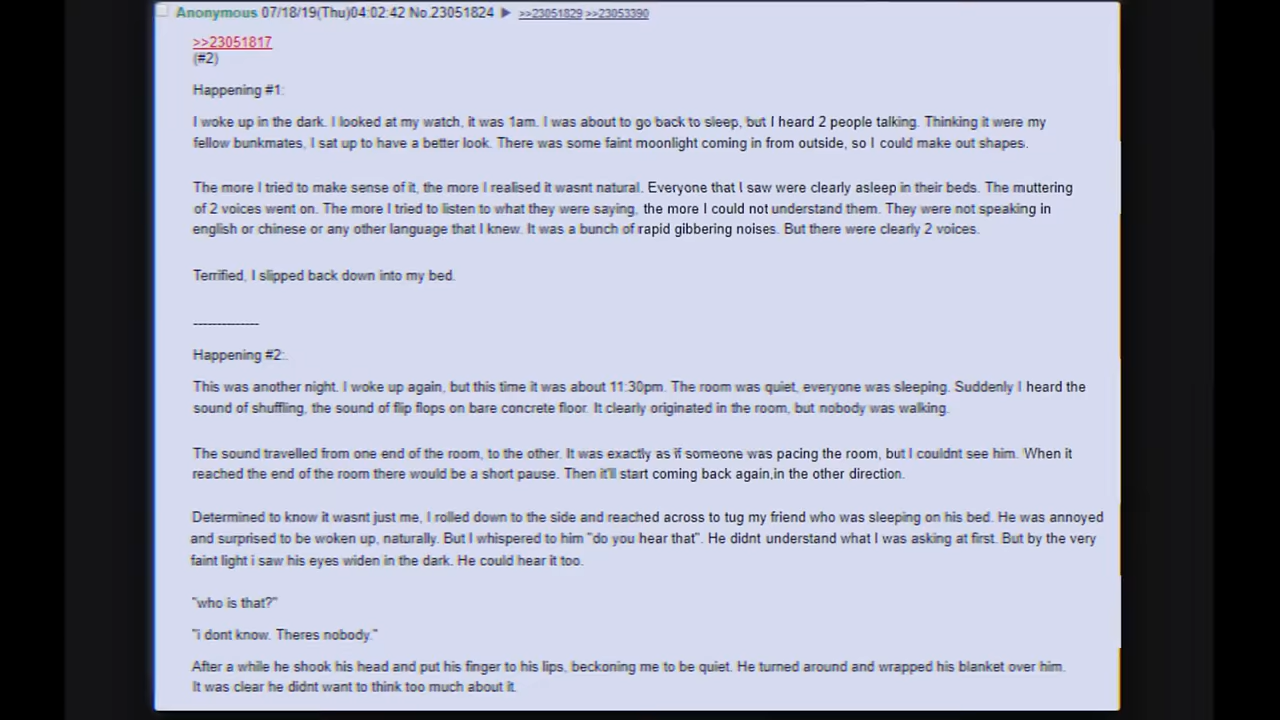 Anonymous 07/18/19(Thu)04:02:42 No.23051824 ▶ >>23051829 >>23053390
>>23051817
(#2)
Happening #1:
I woke up in the dark. I looked at my watch, it was 1am. I was about to go back to sleep, but I heard 2 people talking. Thinking it were my
fellow bunkmates, I sat up to have a better look. There was some faint moonlight coming in from outside, so I could make out shapes.
The more I tried to make sense of it, the more I realised it wasnt natural. Everyone that I saw were clearly asleep in their beds. The muttering
of 2 voices went on. The more I tried to listen to what they were saying, the more I could not understand them. They were not speaking in
english or chinese or any other language that I knew. It was a bunch of rapid gibbering noises. But there were clearly 2 voices.
Terrified, I slipped back down into my bed.
--------------
Happening #2:.
This was another night. I woke up again, but this time it was about 11:30pm. The room was quiet, everyone was sleeping. Suddenly I heard the
sound of shuffling, the sound of flip flops on bare concrete floor. It clearly originated in the room, but nobody was walking.
The sound travelled from one end of the room, to the other. It was exactly as if someone was pacing the room, but I couldnt see him. When it
reached the end of the room there would be a short pause. Then it'll start coming back again,in the other direction.
Determined to know it wasnt just me, I rolled down to the side and reached across to tug my friend who was sleeping on his bed. He was annoyed
and surprised to be woken up, naturally. But I whispered to him "do you hear that". He didnt understand what I was asking at first. But by the very
faint light i saw his eyes widen in the dark. He could hear it too.
"who is that?"
"i dont know. Theres nobody."
After a while he shook his head and put his finger to his lips, beckoning me to be quiet. He turned around and wrapped his blanket over him.
It was clear he didnt want to think too much about it.